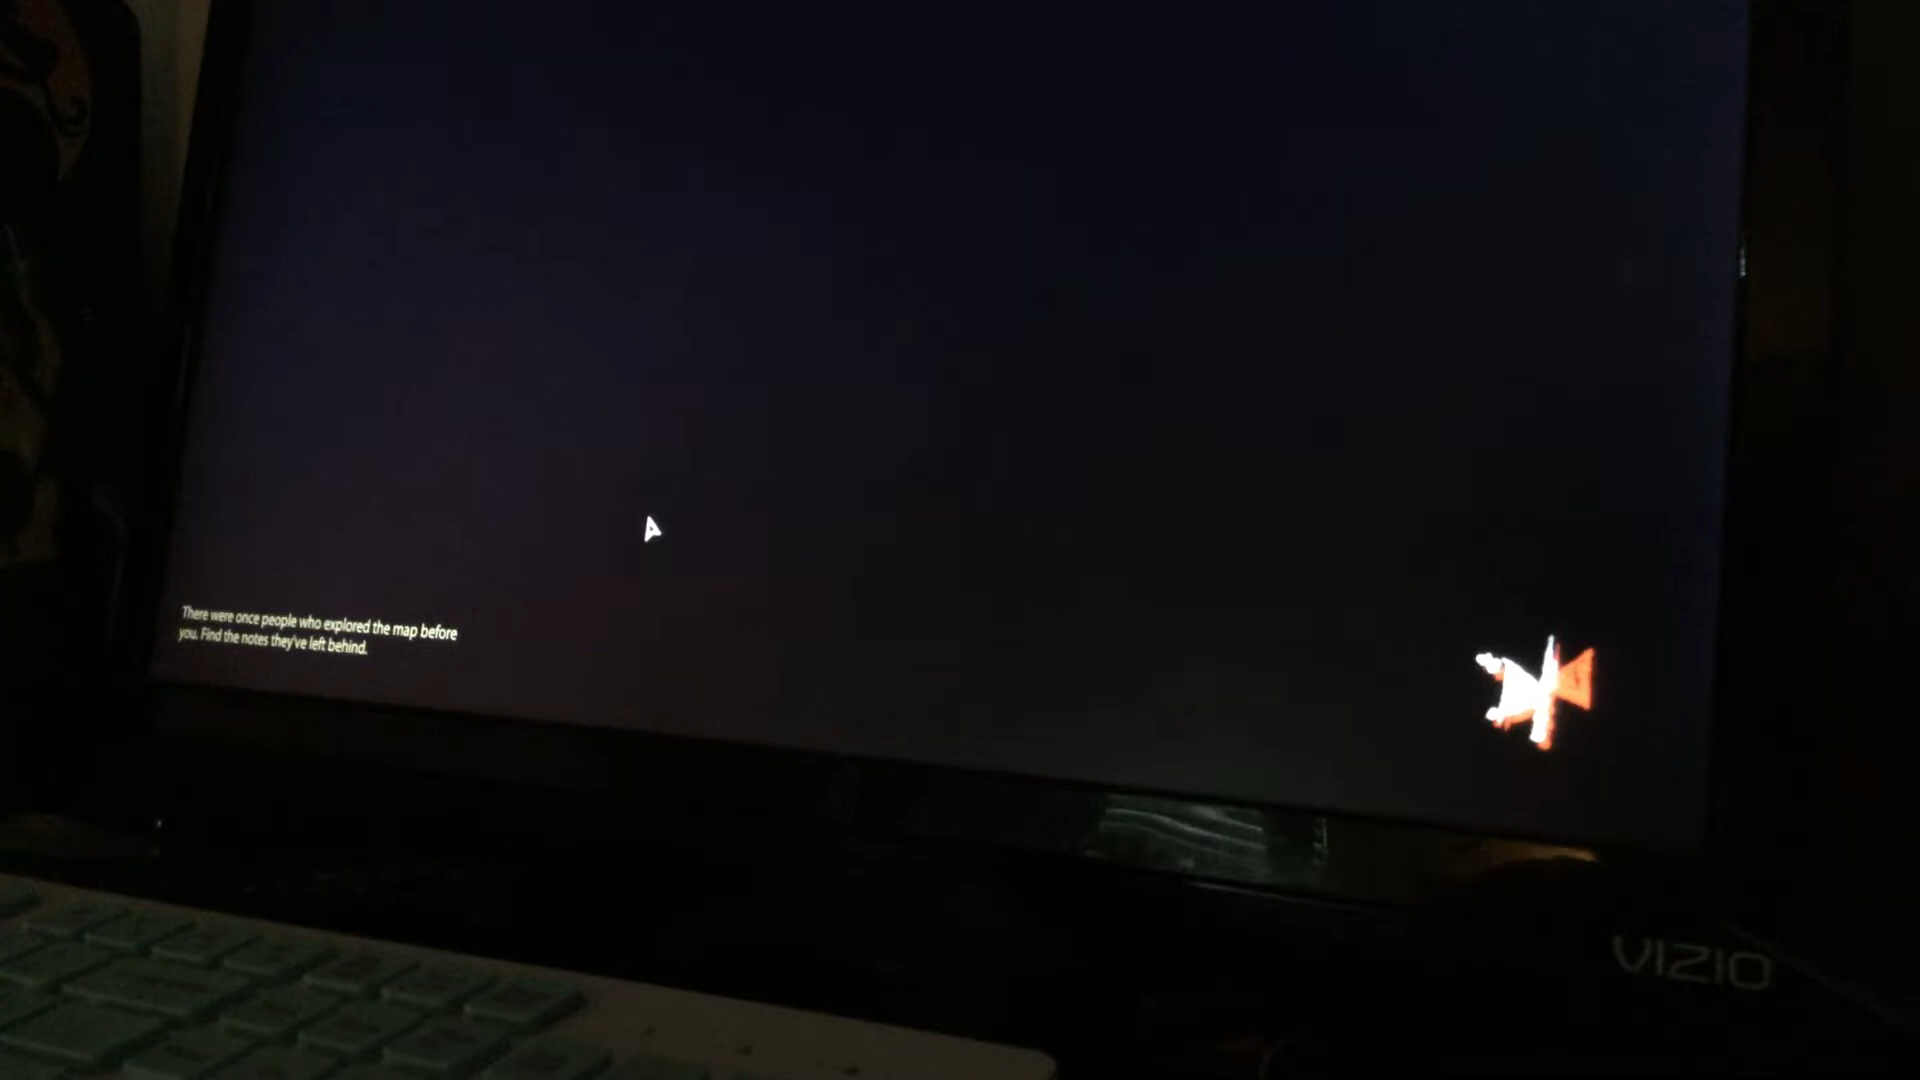 There were once people who explored the map before
you. Find the notes they've left behind.
VIZIO